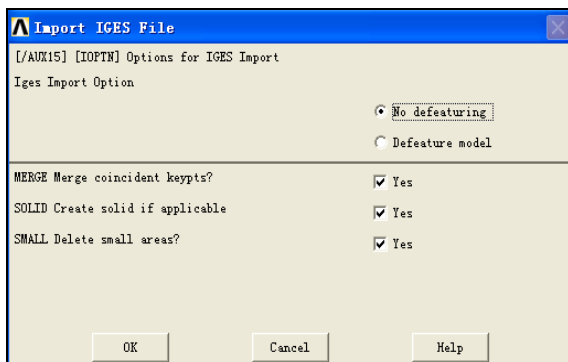 Import IGES File
[/AUX15] [IOPTN] Options for IGES Import
Iges Import Option
No defeaturing
Defeature model
MERGE Merge coincident keypts? Yes
SOLID Create solid if applicable Yes
SMALL Delete small areas? Yes
OK Cancel Help